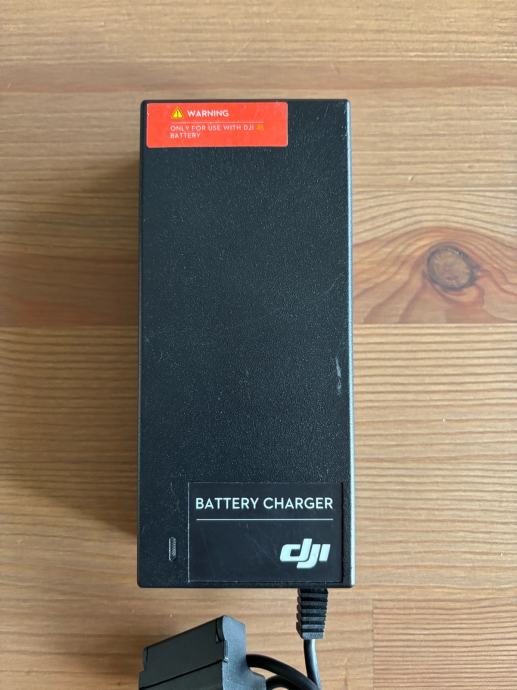 WARNING
ONLY FOR USE WITH DJI
BATTERY
BATTERY CHARGER
dji